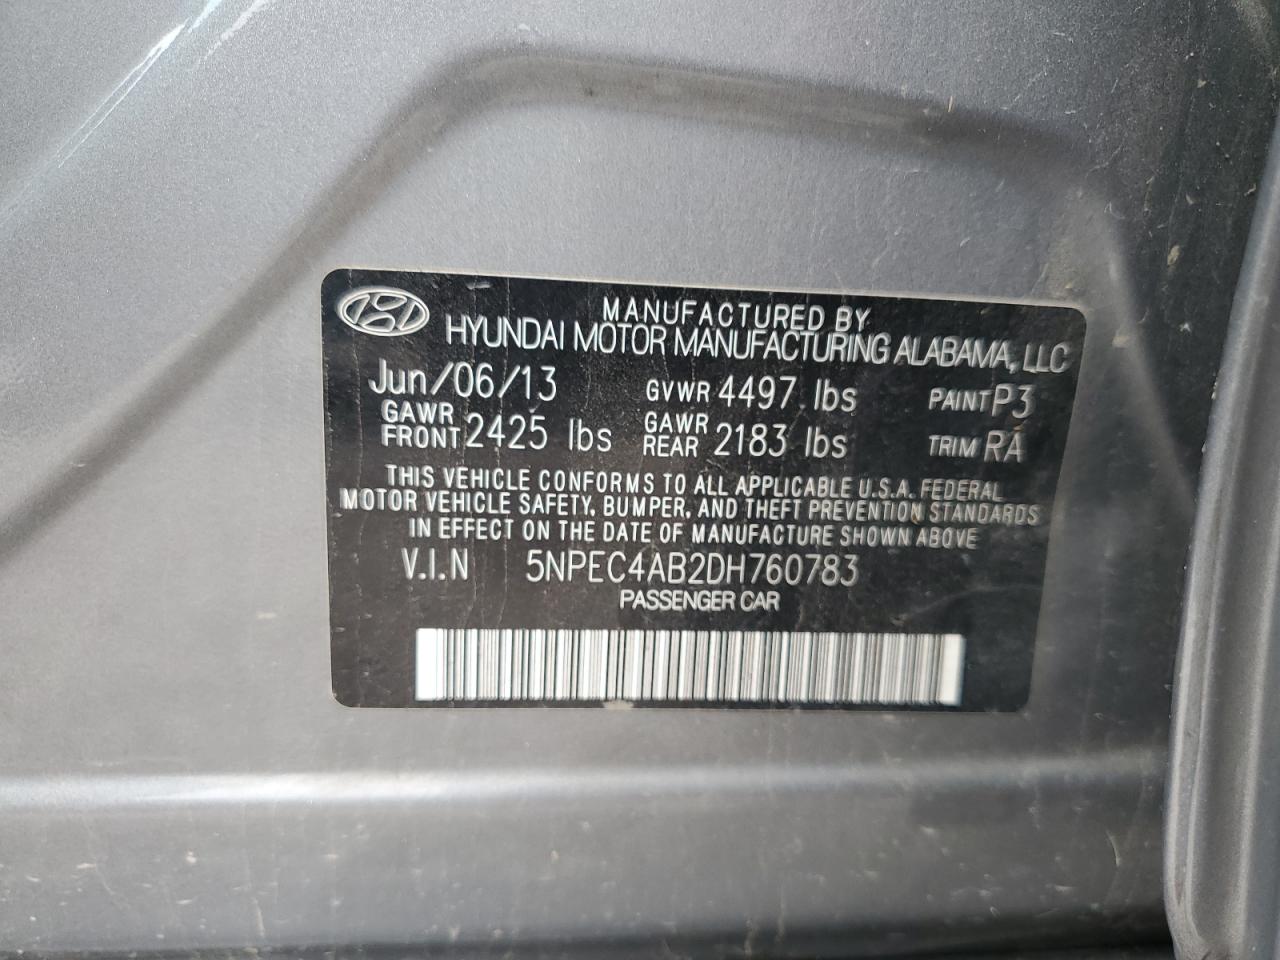 MANUFACTURED BY
HYUNDAI MOTOR MANUFACTURING ALABAMA, LLC
Jun/06/13 GVWR 4497 lbs PAINT P3
GAWR FRONT 2425 lbs GAWR REAR 2183 lbs TRIM RA
THIS VEHICLE CONFORMS TO ALL APPLICABLE U.S.A. FEDERAL
MOTOR VEHICLE SAFETY, BUMPER, AND THEFT PREVENTION STANDARDS
IN EFFECT ON THE DATE OF MANUFACTURE SHOWN ABOVE
V.I.N 5NPEC4AB2DH760783
PASSENGER CAR